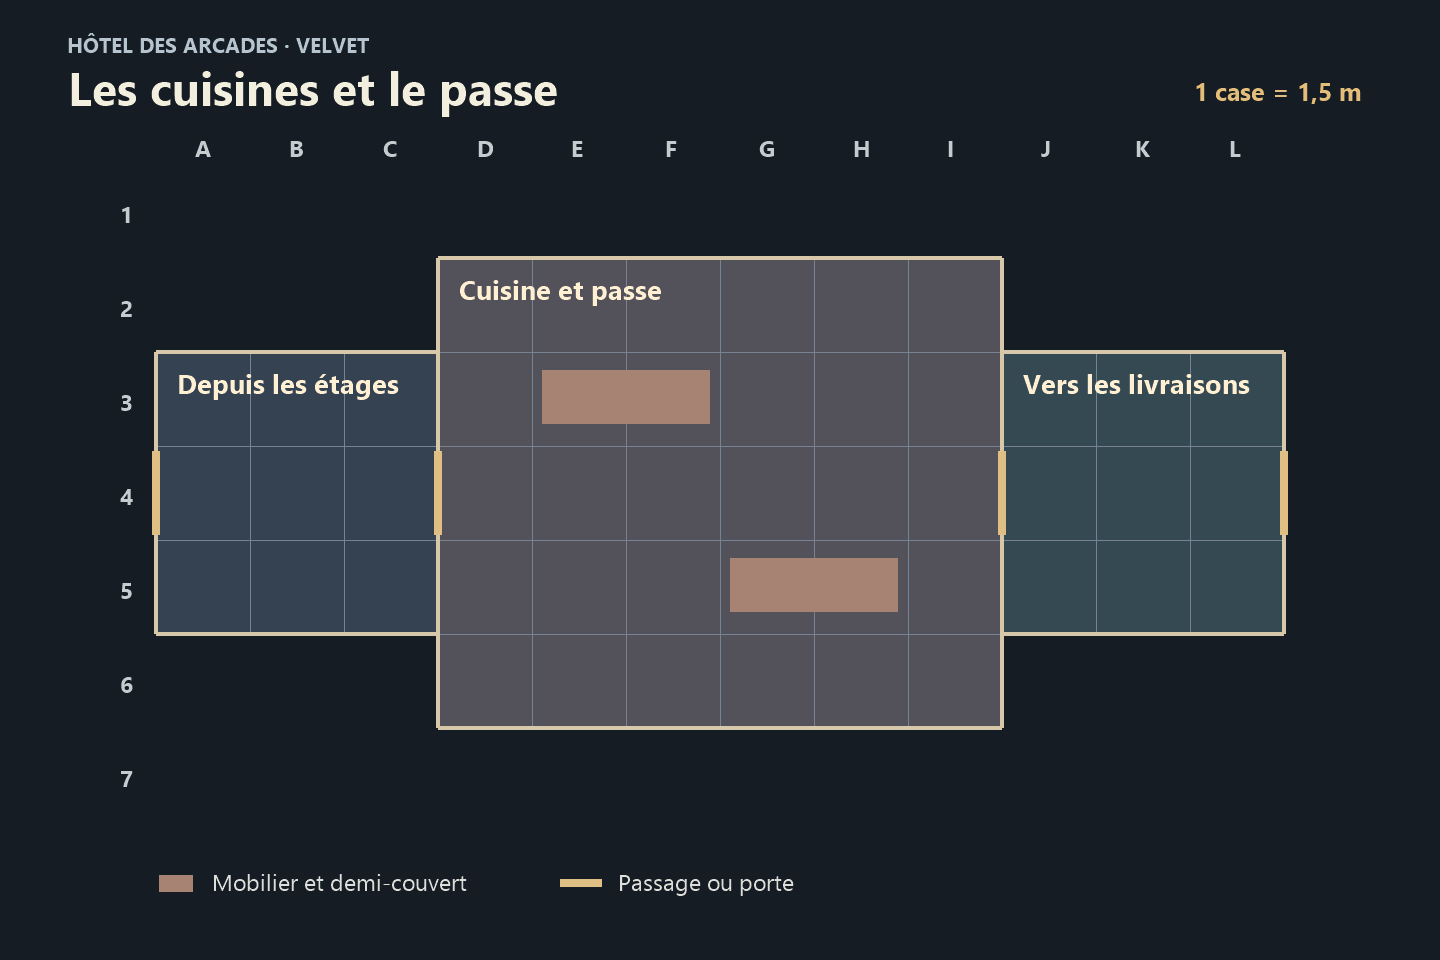 HÔTEL DES ARCADES · VELVET
Les cuisines et le passe
1 case = 1,5 m
A B C D E F G H I J K L
1
2
3
4
5
6
7
Cuisine et passe
Depuis les étages
Vers les livraisons
Mobilier et demi-couvert
Passage ou porte